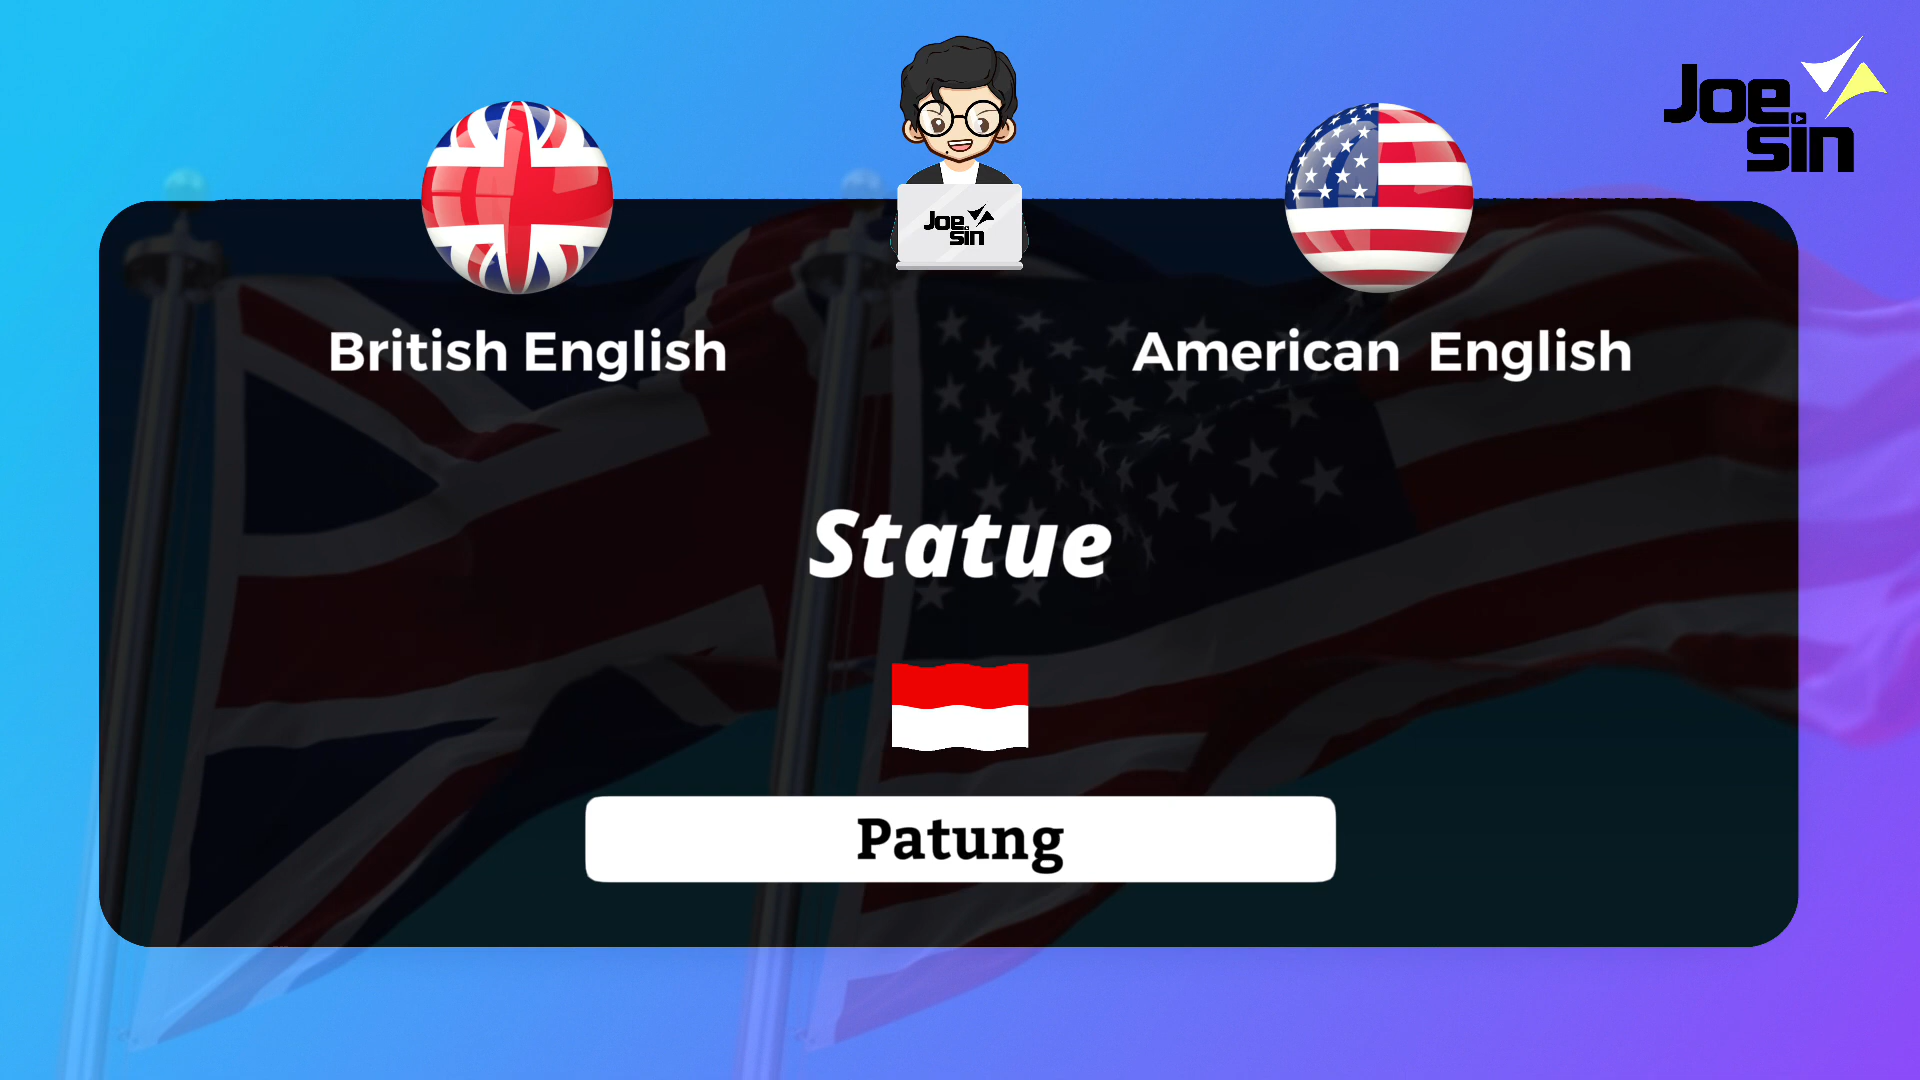 Joe
sin
Joe
sin
British English
American English
Statue
Patung